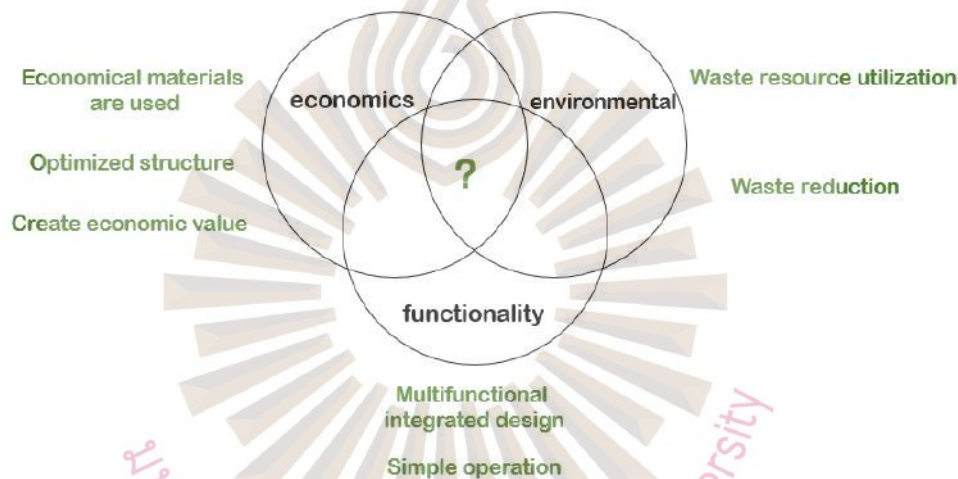 Economical materials
are used
Optimized structure
Create economic value
economics
environmental
?
functionality
Waste resource utilization
Waste reduction
Multifunctional
integrated design
Simple operation